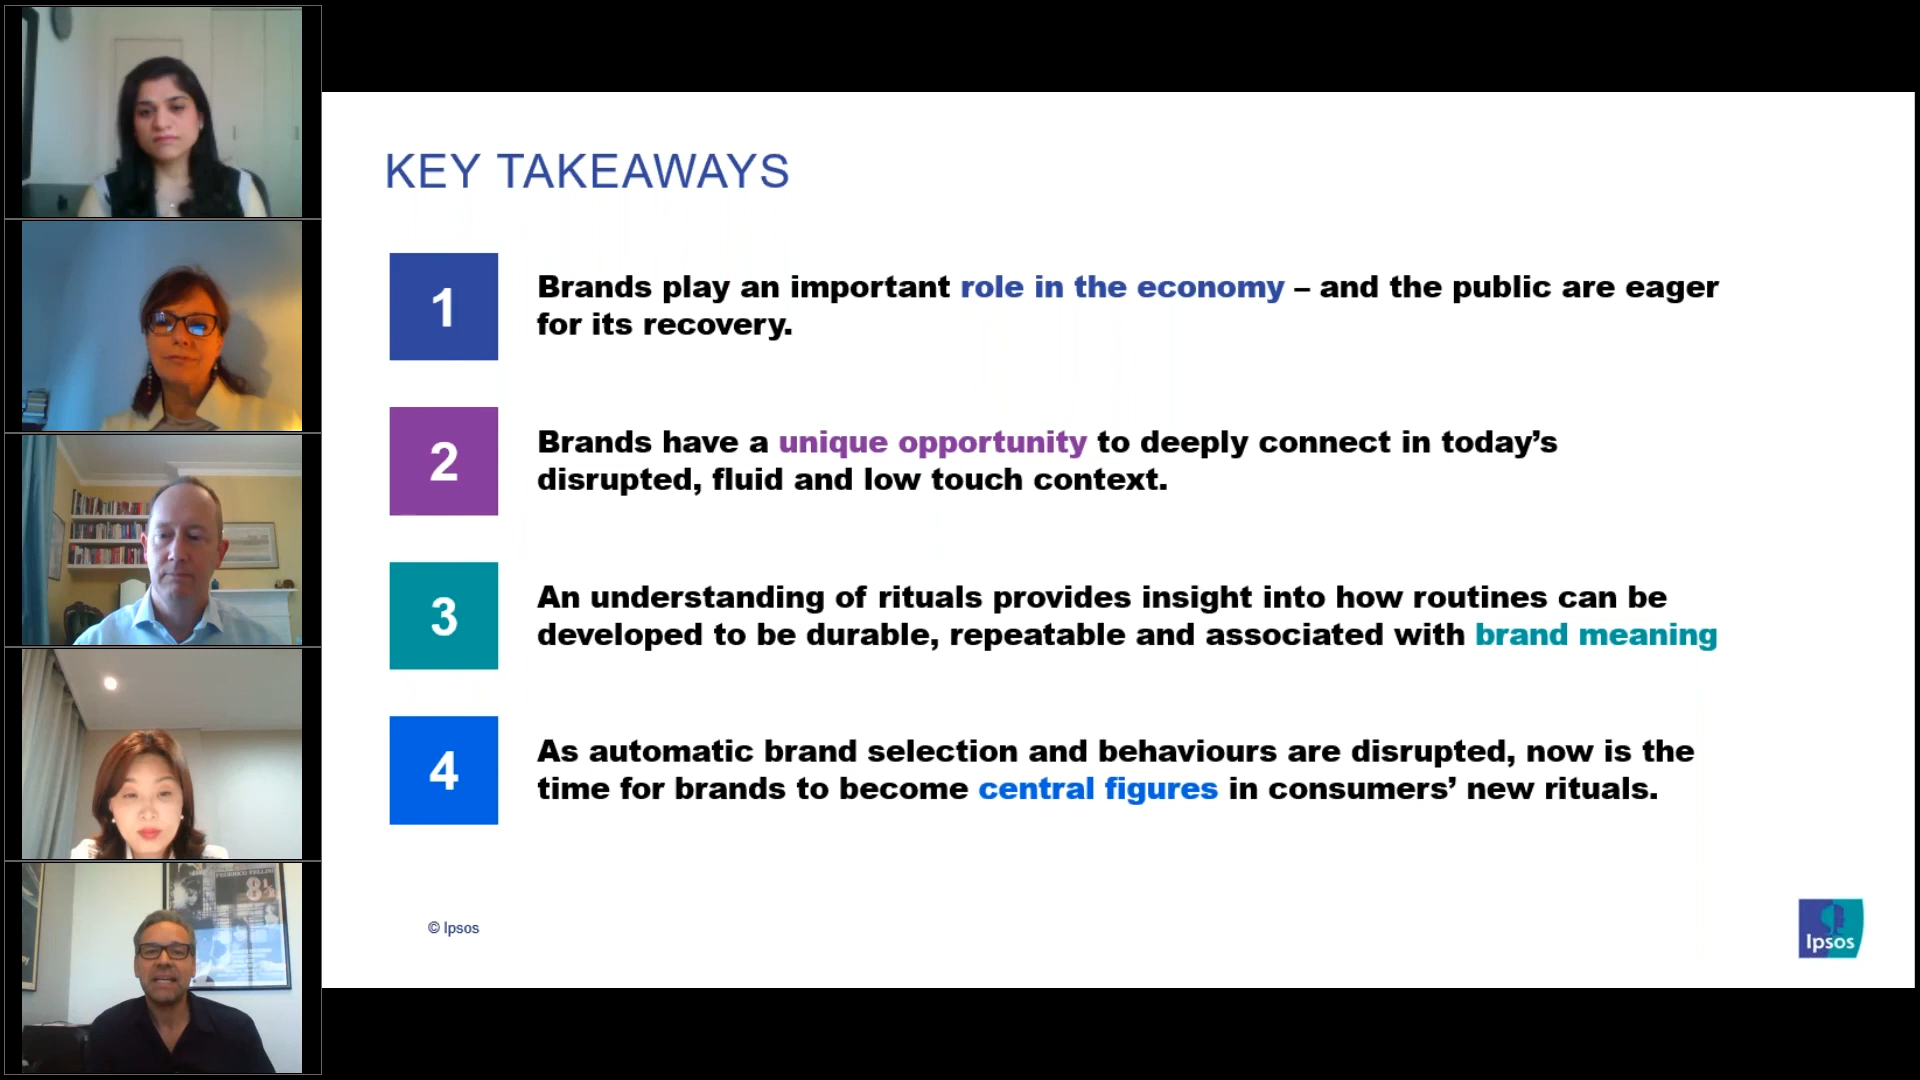 KEY TAKEAWAYS
1
Brands play an important role in the economy – and the public are eager
for its recovery.
2
Brands have a unique opportunity to deeply connect in today’s
disrupted, fluid and low touch context.
3
An understanding of rituals provides insight into how routines can be
developed to be durable, repeatable and associated with brand meaning
4
As automatic brand selection and behaviours are disrupted, now is the
time for brands to become central figures in consumers’ new rituals.
© Ipsos
Ipsos
FEDERICO FELLINI
8½